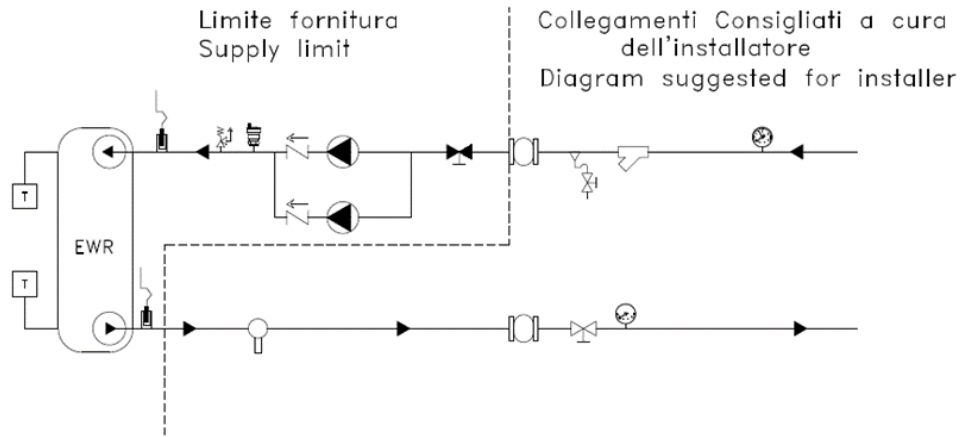 Limite fornitura
Supply limit
Collegamenti Consigliati a cura
dell'installatore
Diagram suggested for installer
T
EWR
T